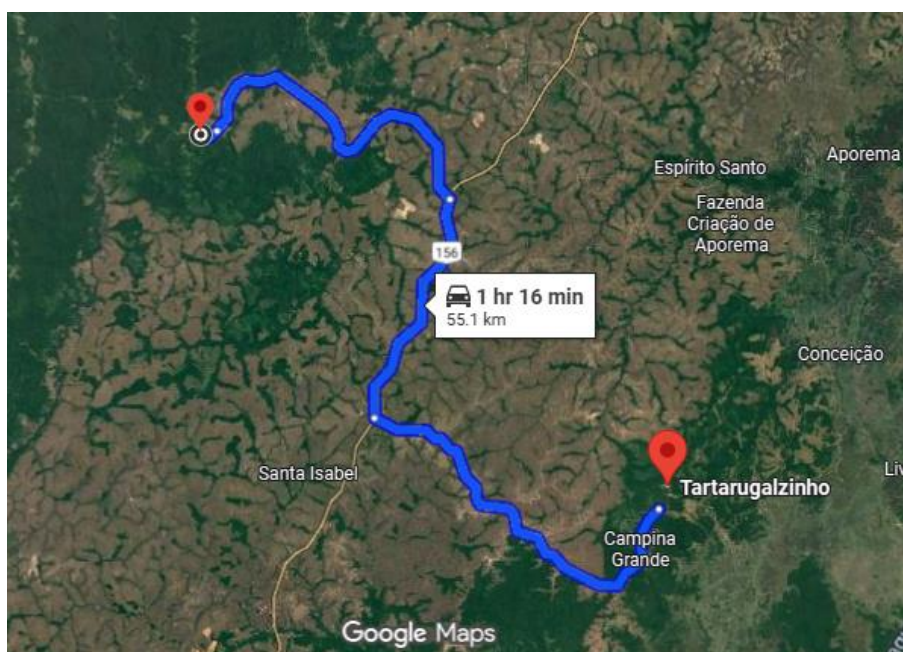 Espírito Santo
Aporema
Fazenda
Criação de
Aporema
156
1 hr 16 min
55.1 km
Conceição
Santa Isabel
Tartarugalzinho
Campina
Grande
Google Maps